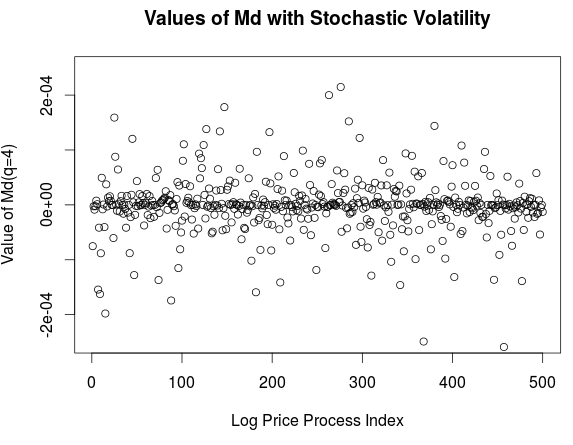 Values of Md with Stochastic Volatility
Value of Md(q=4)
2e-04
0e+00
-2e-04
0 100 200 300 400 500
Log Price Process Index